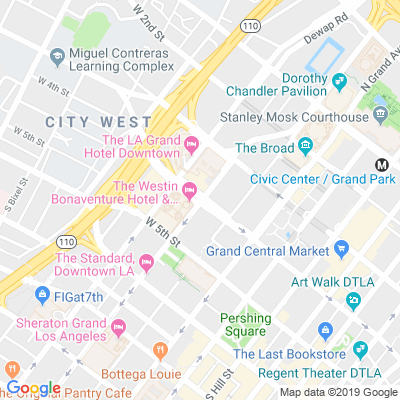 W 2nd St
110
Dewap Rd
Miguel Contreras
Learning Complex
N Grand Av
W 4th St
Dorothy
Chandler Pavilion
CITY WEST
Stanley Mosk Courthouse
W 5th St
The LA Grand
Hotel Downtown
The Broad
M
Civic Center / Grand Park
The Westin
Bonaventure Hotel &...
S Bixel St
W 5th St
110
Grand Central Market
The Standard,
Downtown LA
Art Walk DTLA
FIGat7th
Pershing
Square
Sheraton Grand
Los Angeles
The Last Bookstore
Bottega Louie
Regent Theater DTLA
S Hill St
Google
The Original Pantry Cafe
Map data ©2019 Google